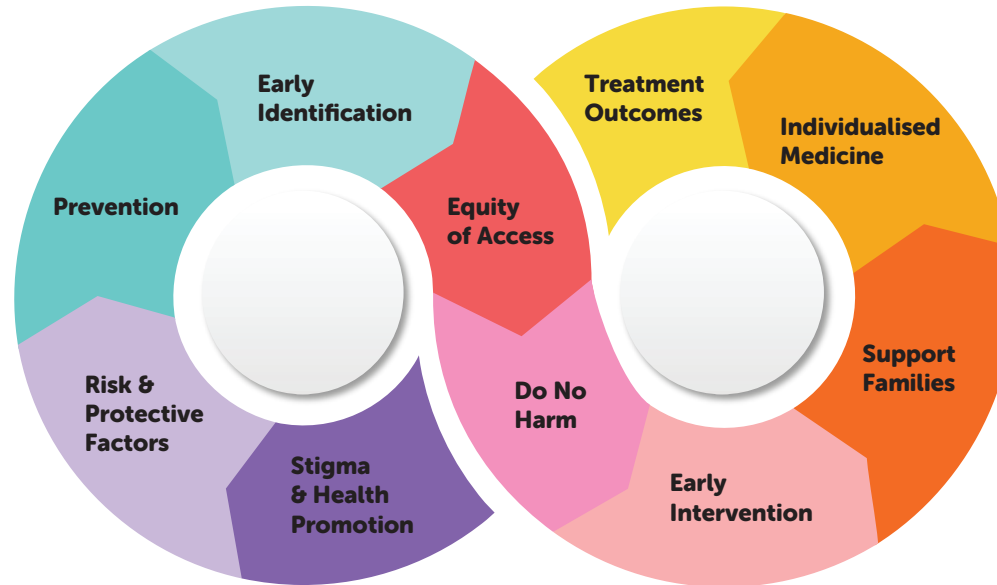 Early
Identification
Treatment
Outcomes
Individualised
Medicine
Prevention
Equity
of Access
Risk &
Protective
Factors
Support
Families
Do No
Harm
Stigma
& Health
Promotion
Early
Intervention